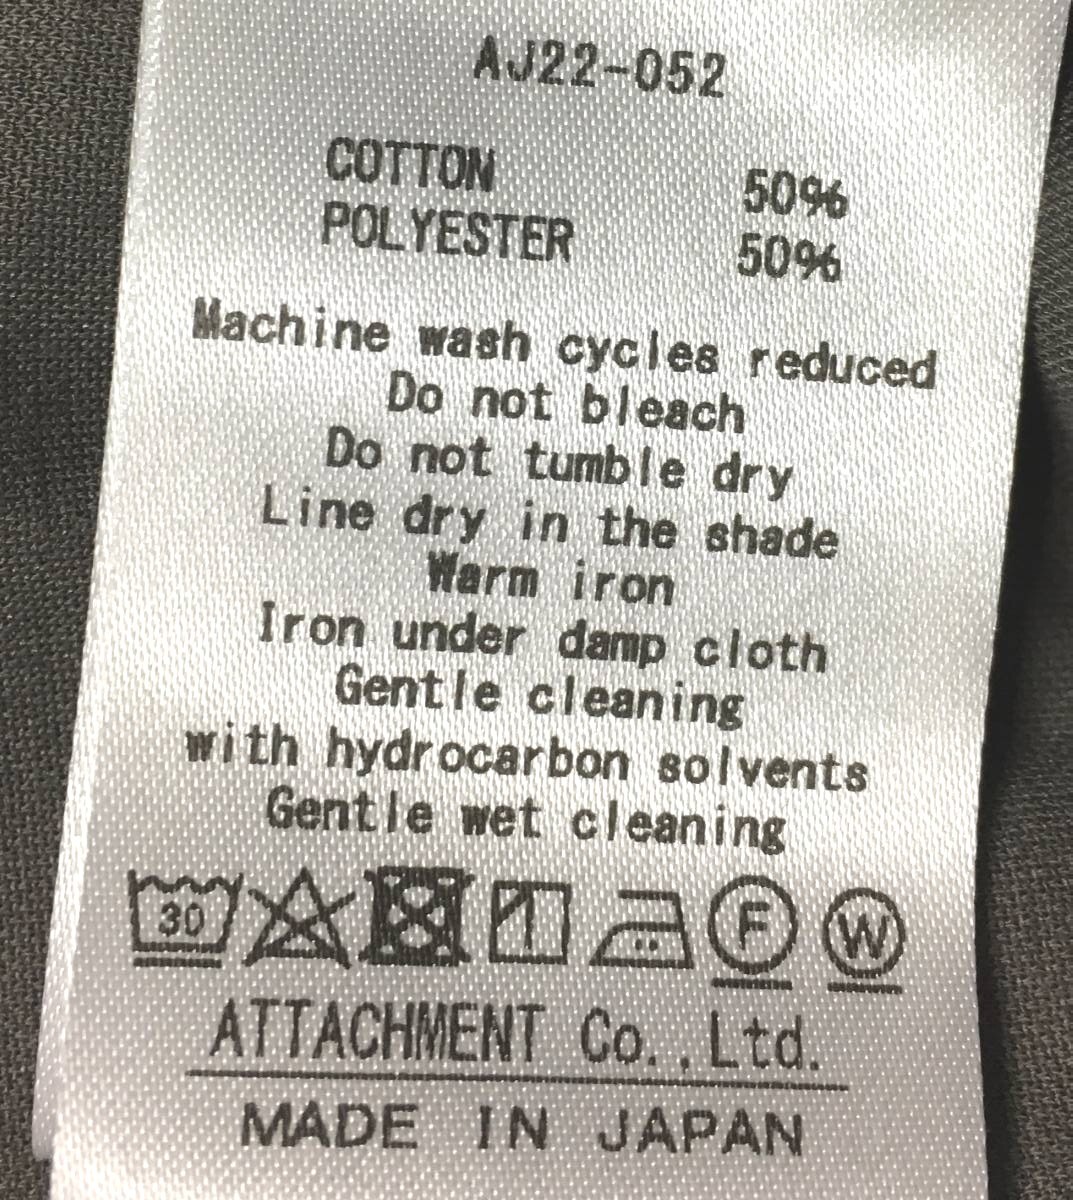 AJ22-052
COTTON 50%
POLYESTER 50%
Machine wash cycles reduced
Do not bleach
Do not tumble dry
Line dry in the shade
Warm iron
Iron under damp cloth
Gentle cleaning
with hydrocarbon solvents
Gentle wet cleaning
30 F W
ATTACHMENT Co.,Ltd.
MADE IN JAPAN